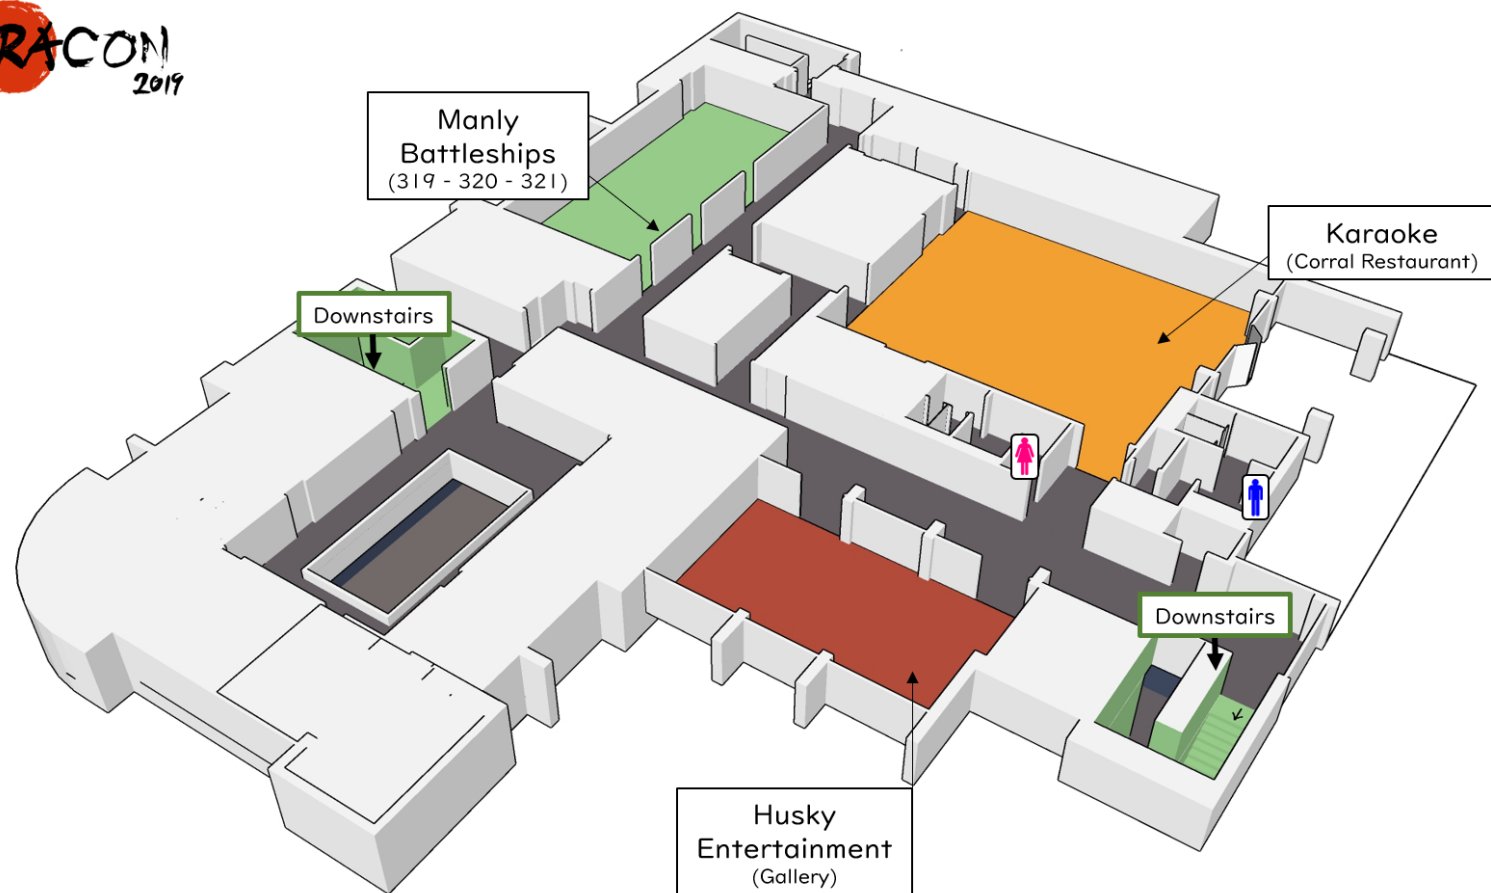 RACON
2019
Manly
Battleships
(319 - 320 - 321)
Karaoke
(Corral Restaurant)
Downstairs
Downstairs
Husky
Entertainment
(Gallery)